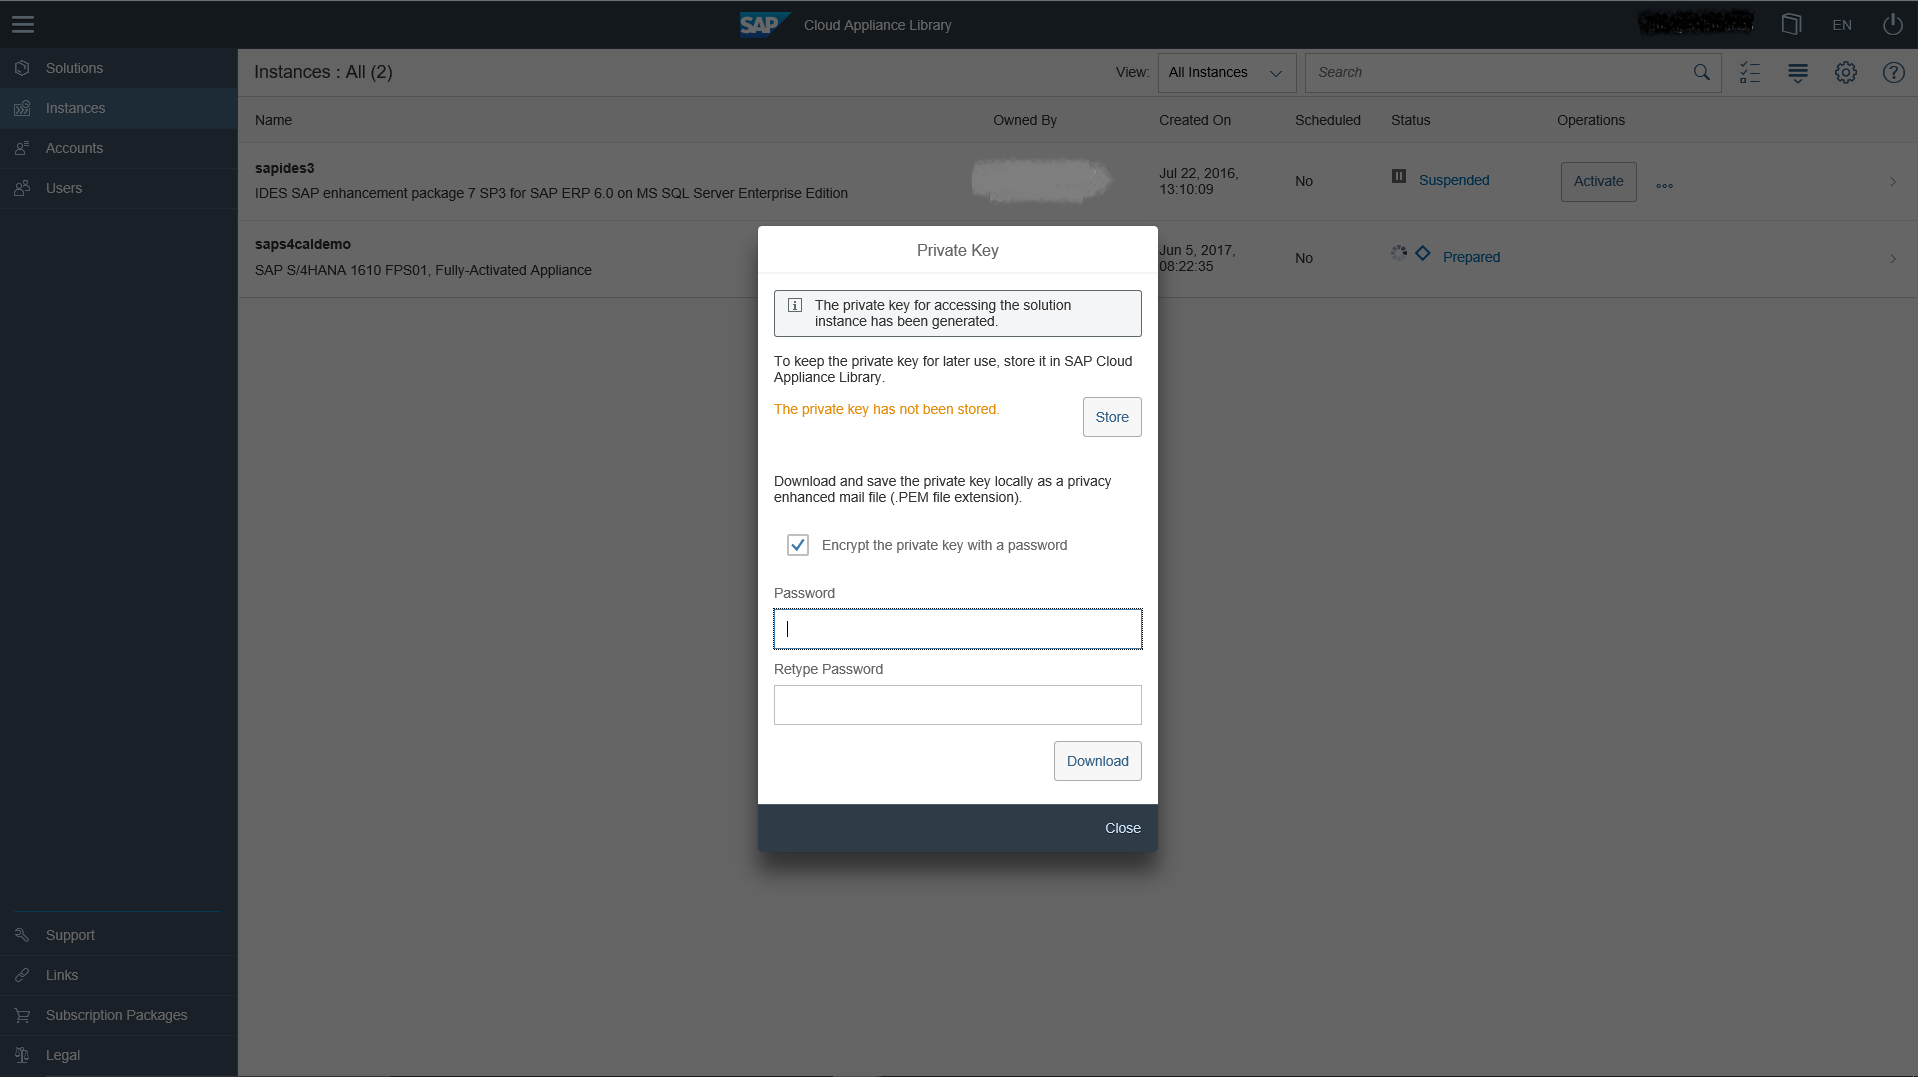 SAP Cloud Appliance Library
EN
Solutions
Instances
Accounts
Users
Support
Links
Subscription Packages
Legal
Instances : All (2)
View: All Instances
Search
Name Owned By Created On Scheduled Status Operations
sapides3
IDES SAP enhancement package 7 SP3 for SAP ERP 6.0 on MS SQL Server Enterprise Edition
Jul 22, 2016,
13:10:09
No
Suspended
Activate
saps4caldemo
SAP S/4HANA 1610 FPS01, Fully-Activated Appliance
Jun 5, 2017,
08:22:35
No
Prepared
Private Key
The private key for accessing the solution
instance has been generated.
To keep the private key for later use, store it in SAP Cloud
Appliance Library.
The private key has not been stored.
Store
Download and save the private key locally as a privacy
enhanced mail file (.PEM file extension).
Encrypt the private key with a password
Password
Retype Password
Download
Close